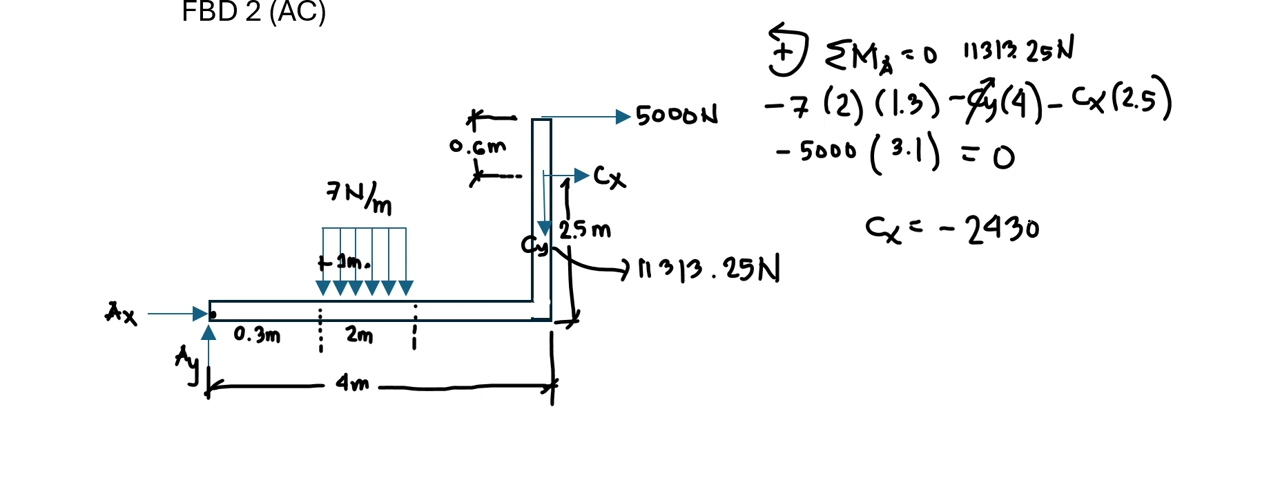 FBD 2 (AC)
ΣM_A = 0 11313.25N
-7 (2) (1.3) - Cy(4) - Cx(2.5)
- 5000 (3.1) = 0
Cx = - 2430
5000N
0.6m
Cx
7N/m
2.5m
Cy
1m.
11313.25N
Ax
0.3m
2m
Ay
4m